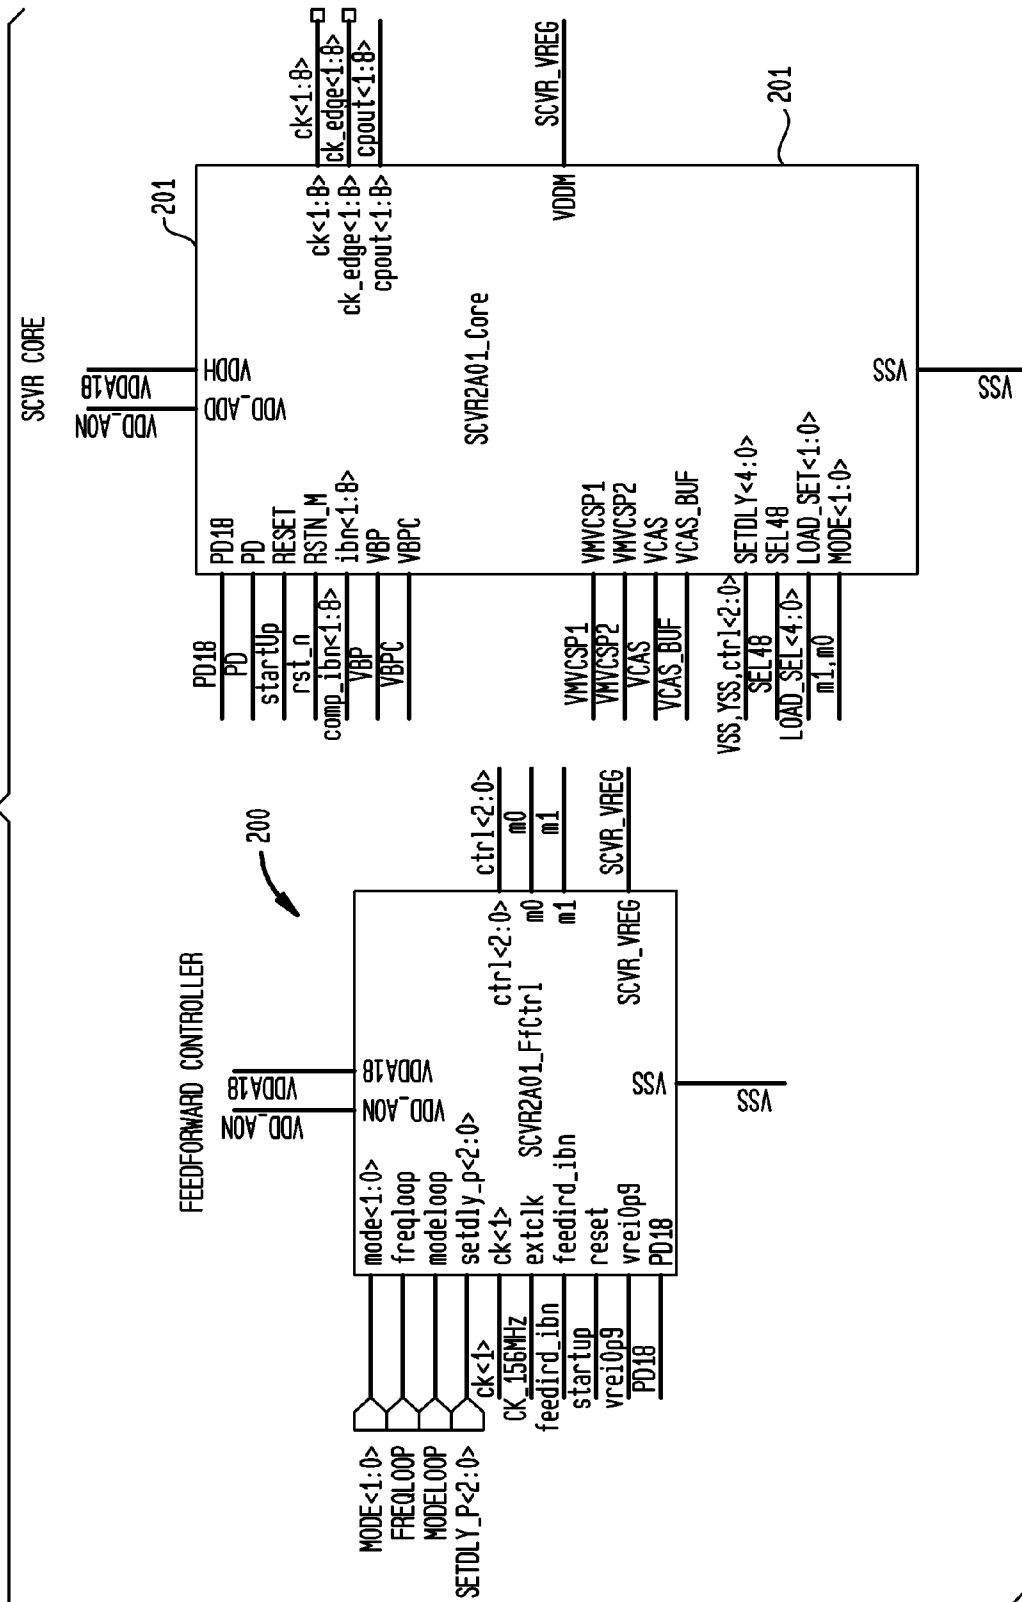 FEEDFORWARD CONTROLLER
200
VDD_AON
VDDA18
VDD_AON
VDDA18
MODE<1:0>
FREQLOOP
MODELOOP
SETDLY_P<2:0>
ck<1>
CK_156MHz
feedird_ibn
startup
vrei0p9
PD18
mode<1:0>
freqloop
modeloop
setdly_p<2:0>
ck<1>
extclk
feedird_ibn
reset
vrei0p9
PD18
SCVR2A01_FfCtrl
ctrl<2:0>
m0
m1
SCVR_VREG
ctrl<2:0>
m0
m1
SCVR_VREG
VSS
VSS
SCVR CORE
201
VDD_AON
VDDA18
VDD_ADD
VDDH
PD18
PD
startUp
rst_n
comp_ibn<1:8>
VBP
VBPC
PD18
PD
RESET
RSTN_M
ibn<1:8>
VBP
VBPC
VMVCSP1
VMVCSP2
VCAS
VCAS_BUF
VMVCSP1
VMVCSP2
VCAS
VCAS_BUF
VSS,YSS,ctrl<2:0>
SEL48
LOAD_SEL<4:0>
m1,m0
SETDLY<4:0>
SEL48
LOAD_SET<1:0>
MODE<1:0>
SCVR2A01_Core
ck<1:B>
ck_edge<1:B>
cpout<1:B>
ck<1:8>
ck_edge<1:8>
cpout<1:8>
VDDM
SCVR_VREG
201
VSS
VSS